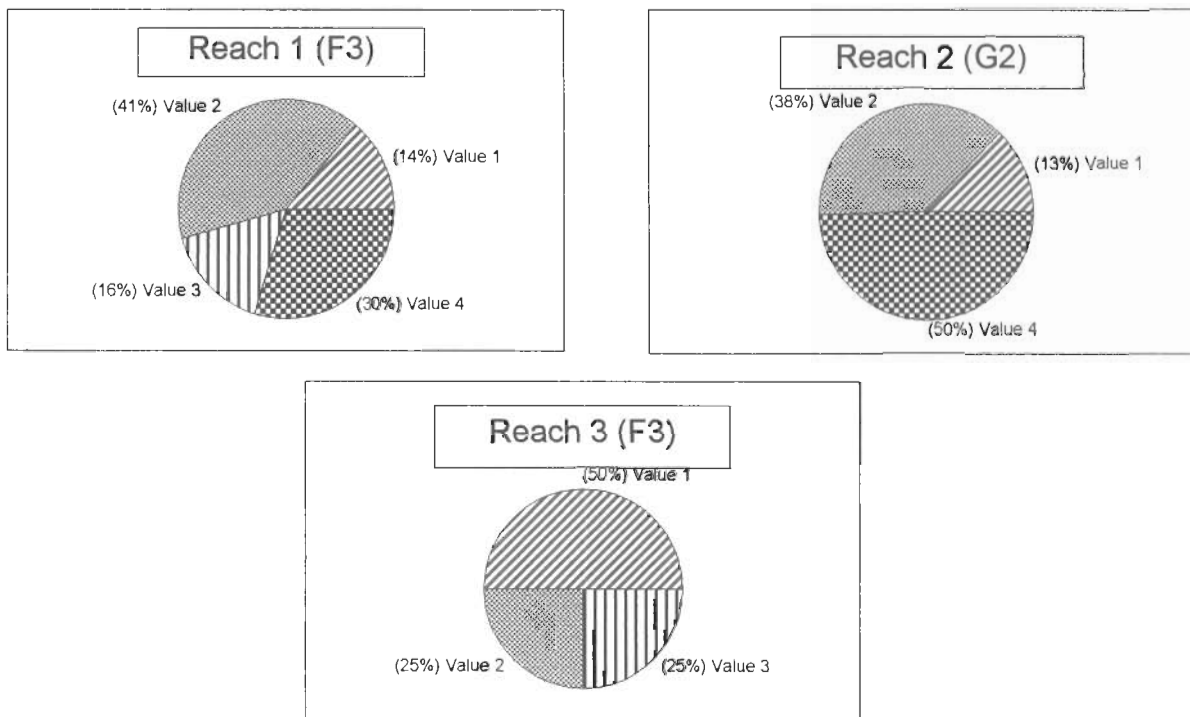 Reach 1 (F3)
(41%) Value 2
(14%) Value 1
(16%) Value 3
(30%) Value 4
Reach 2 (G2)
(38%) Value 2
(13%) Value 1
(50%) Value 4
Reach 3 (F3)
(50%) Value 1
(25%) Value 2
(25%) Value 3